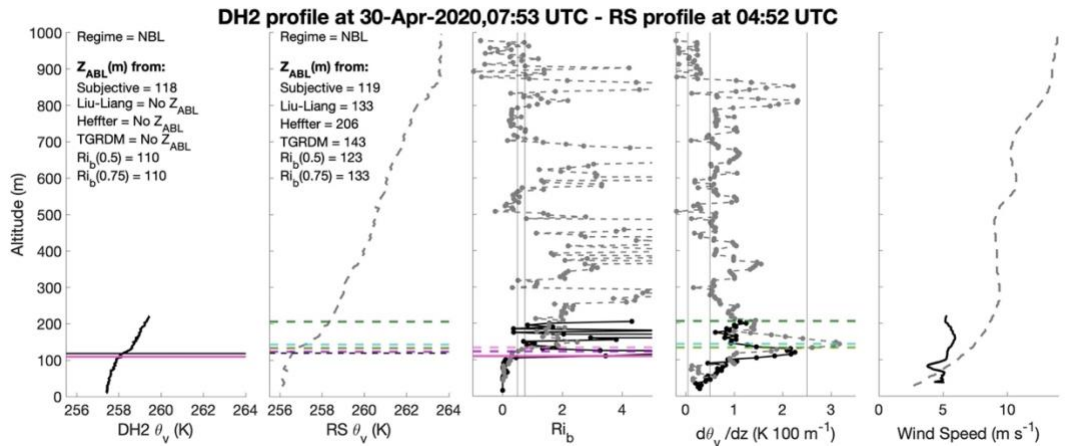 DH2 profile at 30-Apr-2020,07:53 UTC - RS profile at 04:52 UTC
1000
900
800
700
600
500
400
300
200
100
0
Altitude (m)
Regime = NBL
Z_ABL(m) from:
Subjective = 118
Liu-Liang = No Z_ABL
Heffter = No Z_ABL
TGRDM = No Z_ABL
Ri_b(0.5) = 110
Ri_b(0.75) = 110
256 258 260 262 264
DH2 θ_v (K)
Regime = NBL
Z_ABL(m) from:
Subjective = 119
Liu-Liang = 133
Heffter = 206
TGRDM = 143
Ri_b(0.5) = 123
Ri_b(0.75) = 133
256 258 260 262 264
RS θ_v (K)
0 2 4
Ri_b
0 1 2 3
dθ_v /dz (K 100 m⁻¹)
0 5 10
Wind Speed (m s⁻¹)